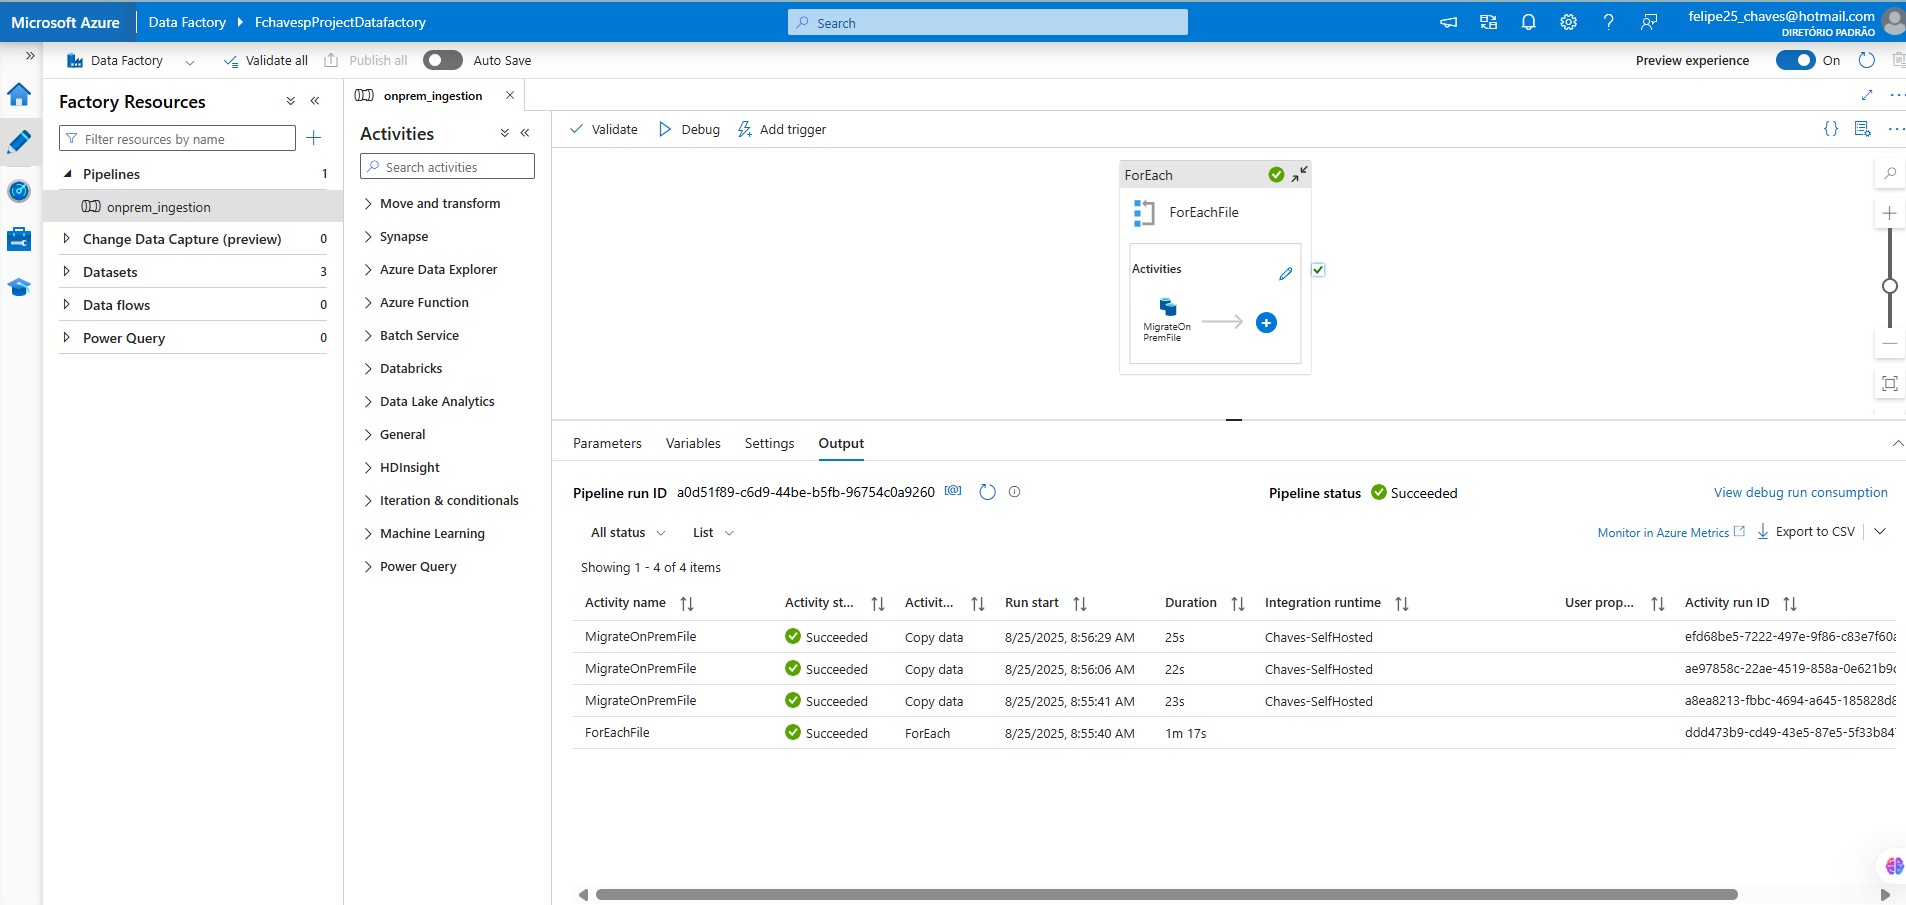 Microsoft Azure
Data Factory
FchavespProjectDatafactory
Search
felipe25_chaves@hotmail.com
DIRETÓRIO PADRÃO
Data Factory
Validate all
Publish all
Auto Save
Preview experience
On
Factory Resources
Filter resources by name
Pipelines 1
onprem_ingestion
Change Data Capture (preview) 0
Datasets 3
Data flows 0
Power Query 0
onprem_ingestion
Activities
Search activities
Move and transform
Synapse
Azure Data Explorer
Azure Function
Batch Service
Databricks
Data Lake Analytics
General
HDInsight
Iteration & conditionals
Machine Learning
Power Query
Validate
Debug
Add trigger
{}
ForEach
ForEachFile
Activities
MigrateOn
PremFile
Parameters
Variables
Settings
Output
Pipeline run ID a0d51f89-c6d9-44be-b5fb-96754c0a9260
Pipeline status Succeeded
View debug run consumption
All status
List
Monitor in Azure Metrics
Export to CSV
Showing 1 - 4 of 4 items
Activity name Activity st... Activit... Run start Duration Integration runtime User prop... Activity run ID
MigrateOnPremFile Succeeded Copy data 8/25/2025, 8:56:29 AM 25s Chaves-SelfHosted efd68be5-7222-497e-9f86-c83e7f60a
MigrateOnPremFile Succeeded Copy data 8/25/2025, 8:56:06 AM 22s Chaves-SelfHosted ae97858c-22ae-4519-858a-0e621b9c
MigrateOnPremFile Succeeded Copy data 8/25/2025, 8:55:41 AM 23s Chaves-SelfHosted a8ea8213-fbbc-4694-a645-185828d8
ForEachFile Succeeded ForEach 8/25/2025, 8:55:40 AM 1m 17s ddd473b9-cd49-43e5-87e5-5f33b84